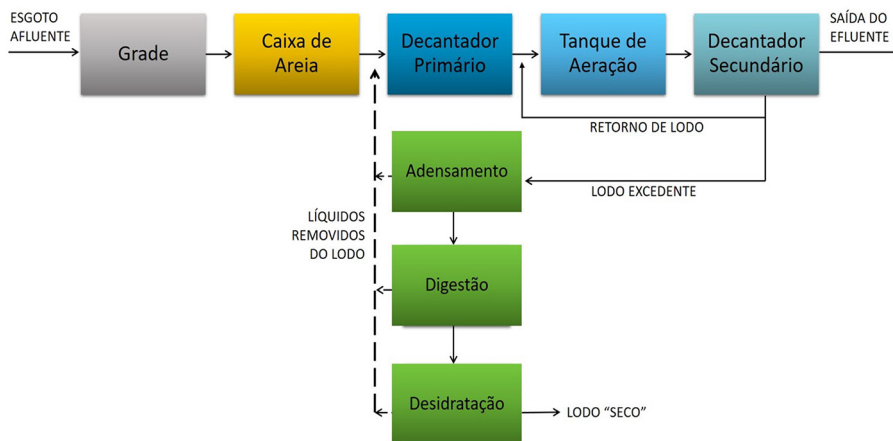 ESGOTO
AFLUENTE
Grade
Caixa de
Areia
Decantador
Primário
Tanque de
Aeração
Decantador
Secundário
SAÍDA DO
EFLUENTE
RETORNO DE LODO
Adensamento
LODO EXCEDENTE
LÍQUIDOS
REMOVIDOS
DO LODO
Digestão
Desidratação
LODO “SECO”